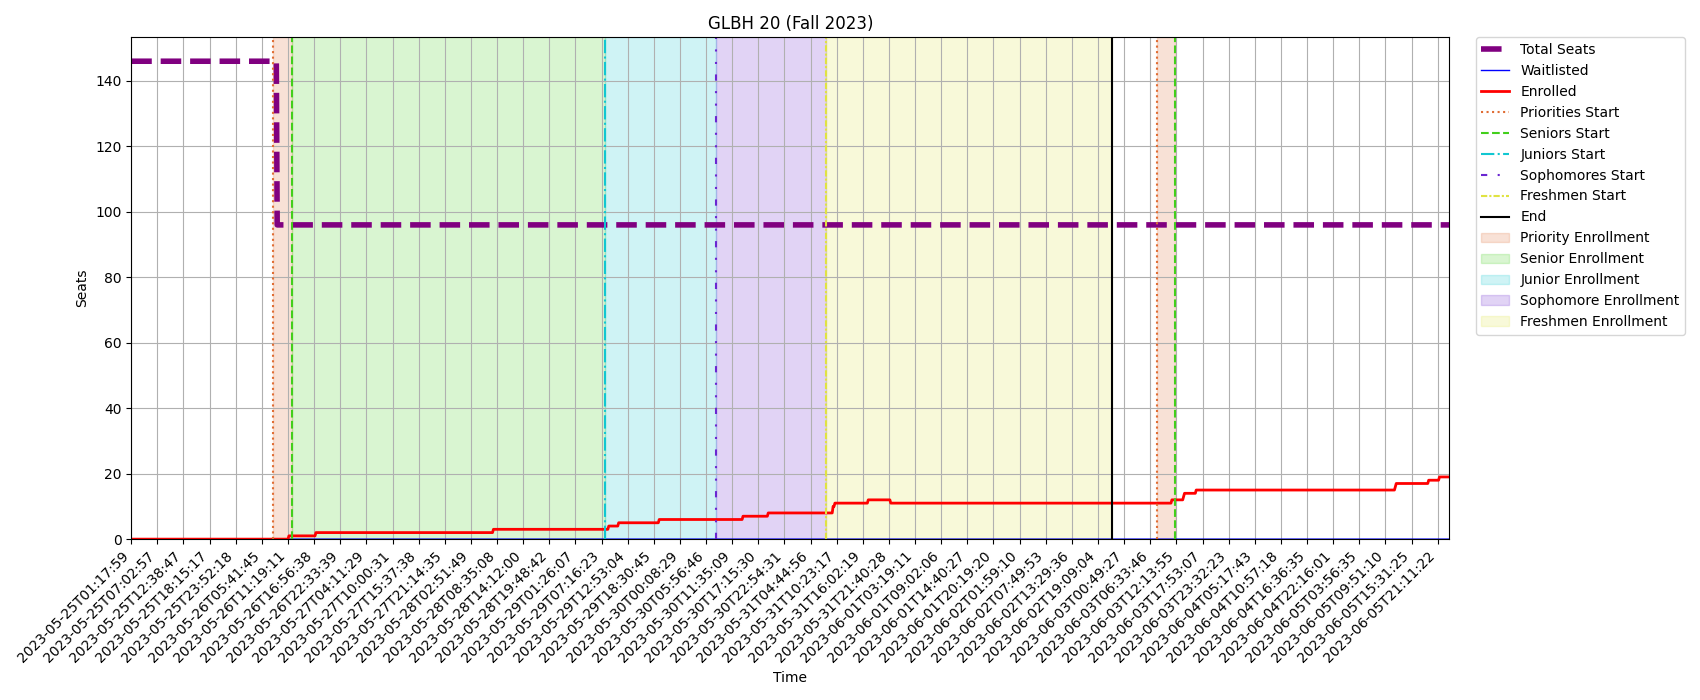 GLBH 20 (Fall 2023)
Seats
140
120
100
80
60
40
20
0
2023-05-25T01:17:59
2023-05-25T07:02:57
2023-05-25T12:38:47
2023-05-25T18:15:17
2023-05-25T23:52:18
2023-05-26T05:41:45
2023-05-26T11:19:11
2023-05-26T16:56:38
2023-05-26T22:33:39
2023-05-27T04:11:29
2023-05-27T10:00:31
2023-05-27T15:37:38
2023-05-27T21:14:35
2023-05-28T02:51:49
2023-05-28T08:35:08
2023-05-28T14:12:00
2023-05-28T19:48:42
2023-05-29T01:26:07
2023-05-29T07:16:23
2023-05-29T12:53:04
2023-05-29T18:30:45
2023-05-30T00:08:29
2023-05-30T05:56:46
2023-05-30T11:35:09
2023-05-30T17:15:30
2023-05-30T22:54:31
2023-05-31T04:44:56
2023-05-31T10:23:17
2023-05-31T16:02:19
2023-05-31T21:40:28
2023-06-01T03:19:11
2023-06-01T09:02:06
2023-06-01T14:40:27
2023-06-01T20:19:20
2023-06-02T01:59:10
2023-06-02T07:49:53
2023-06-02T13:29:36
2023-06-02T19:09:04
2023-06-03T00:49:27
2023-06-03T06:33:46
2023-06-03T12:13:55
2023-06-03T17:53:07
2023-06-03T23:32:23
2023-06-04T05:17:43
2023-06-04T10:57:18
2023-06-04T16:36:35
2023-06-04T22:16:01
2023-06-05T03:56:35
2023-06-05T09:51:10
2023-06-05T15:31:25
2023-06-05T21:11:22
Time
Total Seats
Waitlisted
Enrolled
Priorities Start
Seniors Start
Juniors Start
Sophomores Start
Freshmen Start
End
Priority Enrollment
Senior Enrollment
Junior Enrollment
Sophomore Enrollment
Freshmen Enrollment